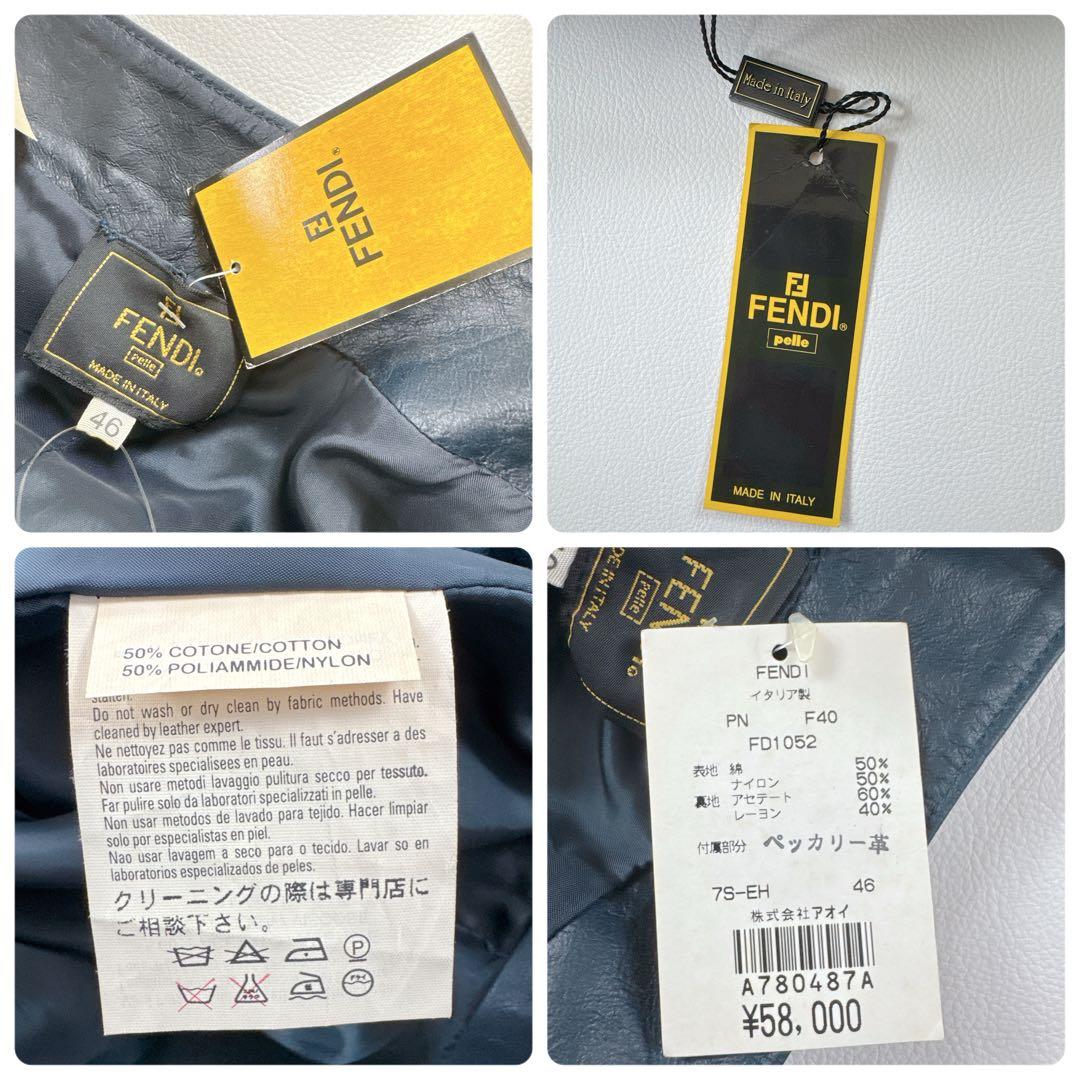 FENDI
FENDI
pelle
MADE IN ITALY
46
Made in Italy
FENDI
pelle
MADE IN ITALY
50% COTONE/COTTON
50% POLIAMMIDE/NYLON
Do not wash or dry clean by fabric methods. Have
cleaned by leather expert.
Ne nettoyez pas comme le tissu. Il faut s'adresser a des
laboratoires specialisees en peau.
Non usare metodi lavaggio pulitura secco per tessuto.
Far pulire solo da laboratori specializzati in pelle.
Non usar metodos de lavado para tejido. Hacer limpiar
solo por especialistas en piel.
Nao usar lavagem a seco para o tecido. Lavar so en
laboratorios especializados de peles.
クリーニングの際は専門店に
ご相談下さい。
P
MADE IN ITALY
pelle
FENDI
イタリア製
PN F40
FD1052
表地 綿 50%
ナイロン 50%
裏地 アセテート 60%
レーヨン 40%
付属部分 ペッカリー革
7S-EH 46
株式会社アオイ
A780487A
¥58,000